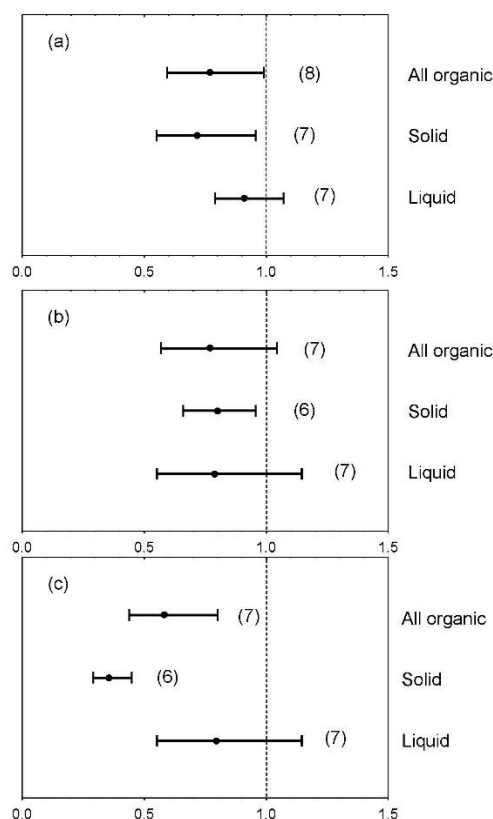 (a)
(8) All organic
(7) Solid
(7) Liquid
0.0 0.5 1.0 1.5
(b)
(7) All organic
(6) Solid
(7) Liquid
0.0 0.5 1.0 1.5
(c)
(7) All organic
(6) Solid
(7) Liquid
0.0 0.5 1.0 1.5